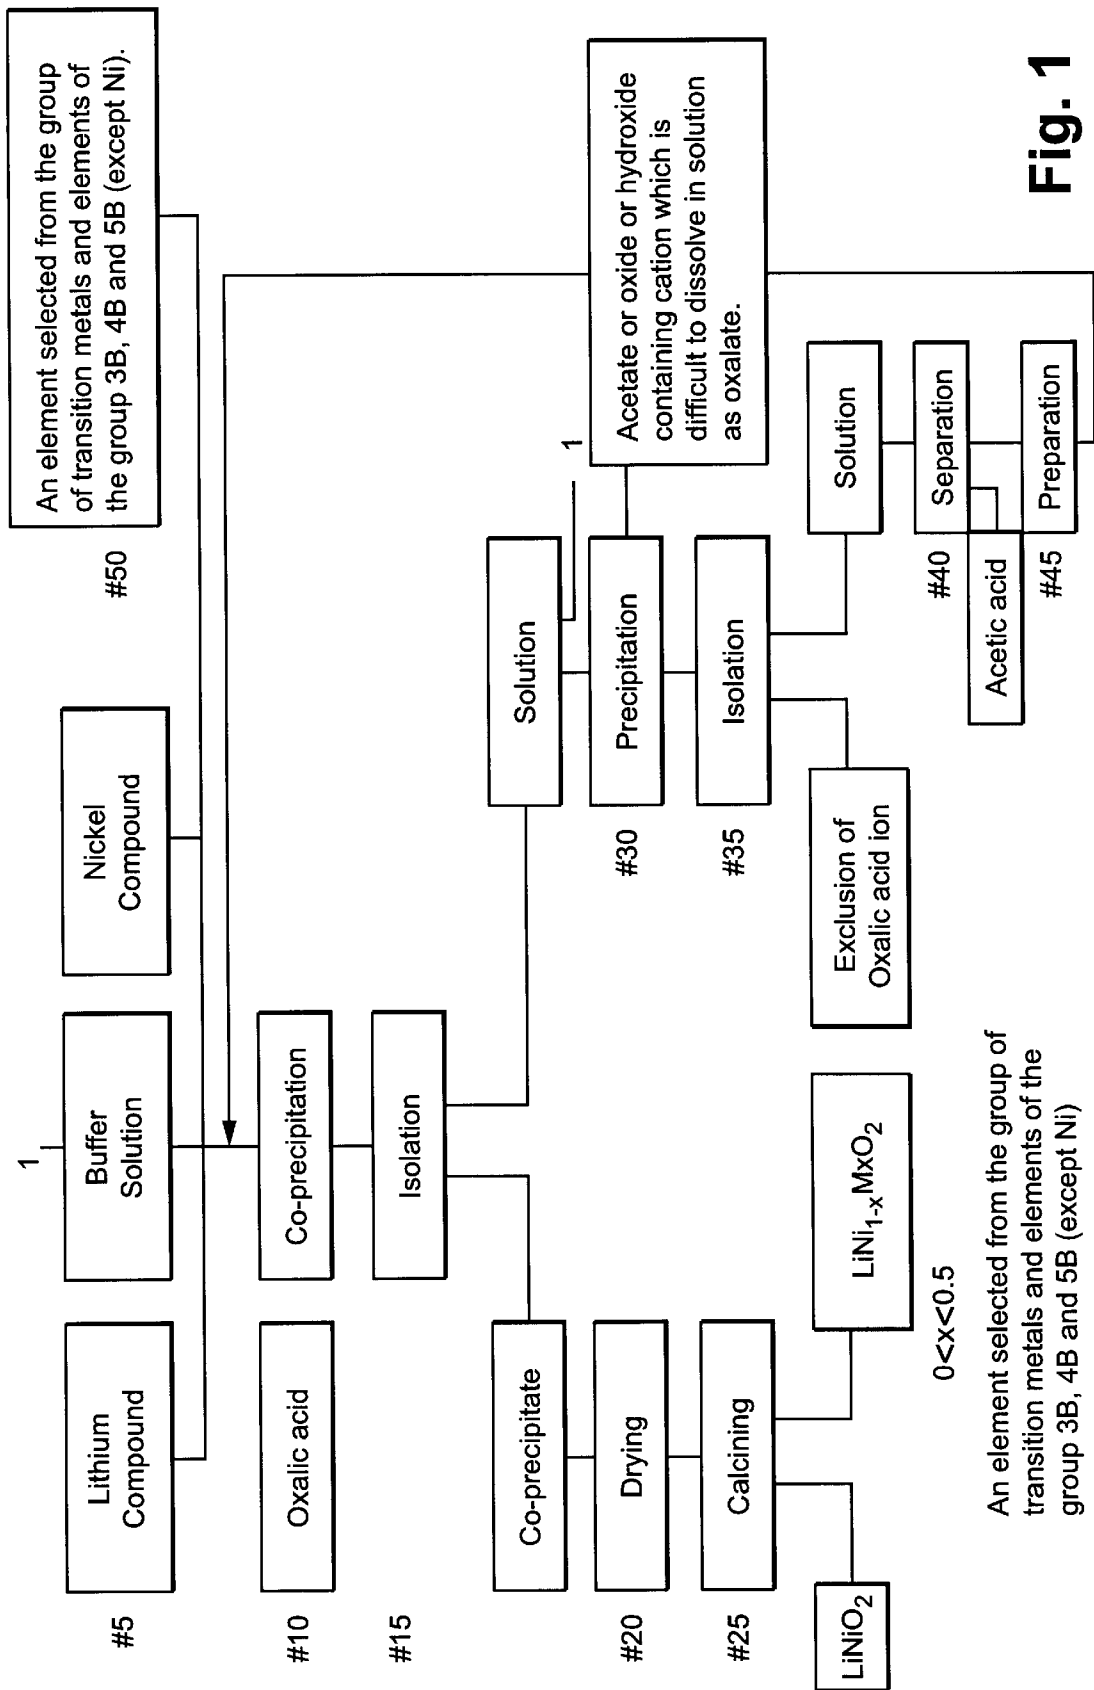 1
#5
Lithium
Compound
Buffer
Solution
Nickel
Compound
#50
An element selected from the group
of transition metals and elements of
the group 3B, 4B and 5B (except Ni).
#10
Oxalic acid
Co-precipitation
#15
Isolation
Co-precipitate
Solution
1
#20
Drying
#30
Precipitation
Acetate or oxide or hydroxide
containing cation which is
difficult to dissolve in solution
as oxalate.
#25
Calcining
#35
Isolation
LiNiO2
LiNi1-xMxO2
0<x<0.5
Exclusion of
Oxalic acid ion
Solution
#40
Separation
Acetic acid
#45
Preparation
An element selected from the group of
transition metals and elements of the
group 3B, 4B and 5B (except Ni)
Fig. 1